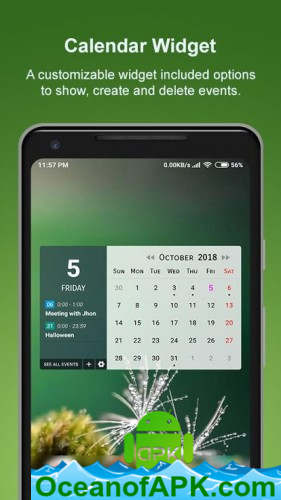 Calendar Widget
A customizable widget included options
to show, create and delete events.
11:57 PM 0.00KB/s 56%
5
FRIDAY
06 0:00 - 1:00
Meeting with Jhon
31 0:00 - 23:59
Halloween
SEE ALL EVENTS +
OCTOBER 2018
SUN MON TUE WED THU FRI SAT
30 1 2 3 4 5 6
7 8 9 10 11 12 13
14 15 16 17 18 19 20
21 22 23 24 25 26 27
28 29 30 31 1 2 3
APK
OceanofAPK.com